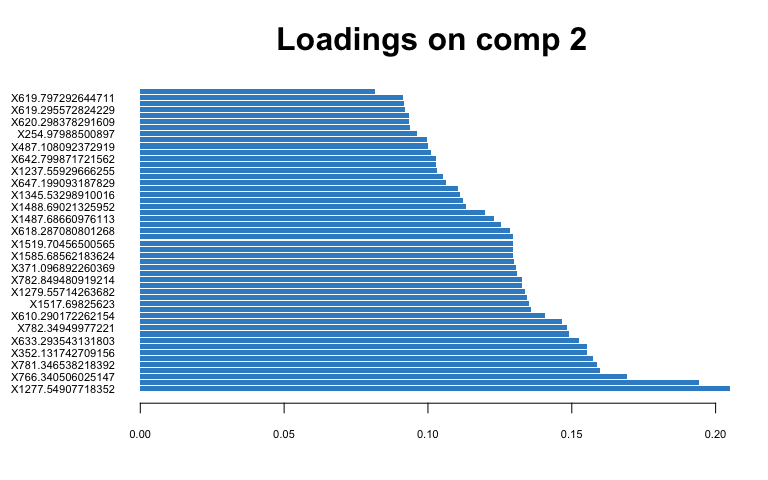 Loadings on comp 2
X619.797292644711
X619.295572824229
X620.298378291609
X254.97988500897
X487.108092372919
X642.799871721562
X1237.55929666255
X647.199093187829
X1345.53298910016
X1488.69021325952
X1487.68660976113
X618.287080801268
X1519.70456500565
X1585.68562183624
X371.096892260369
X782.849480919214
X1279.55714263682
X1517.69825623
X610.290172262154
X782.34949977221
X633.293543131803
X352.131742709156
X781.346538218392
X766.340506025147
X1277.54907718352
0.00 0.05 0.10 0.15 0.20